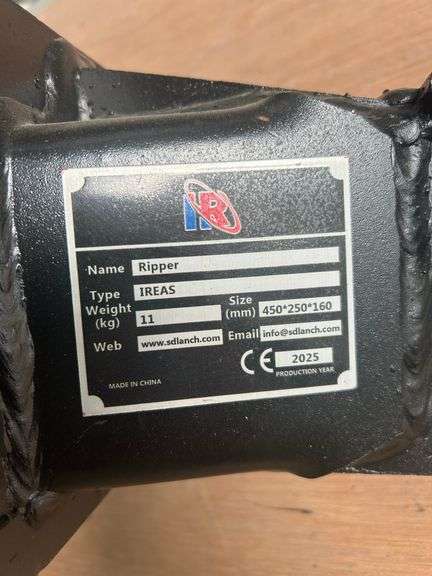 IR
Name Ripper
Type IREAS
Weight (kg) 11 Size (mm) 450*250*160
Web www.sdlanch.com Email info@sdlanch.com
CE 2025
MADE IN CHINA PRODUCTION YEAR